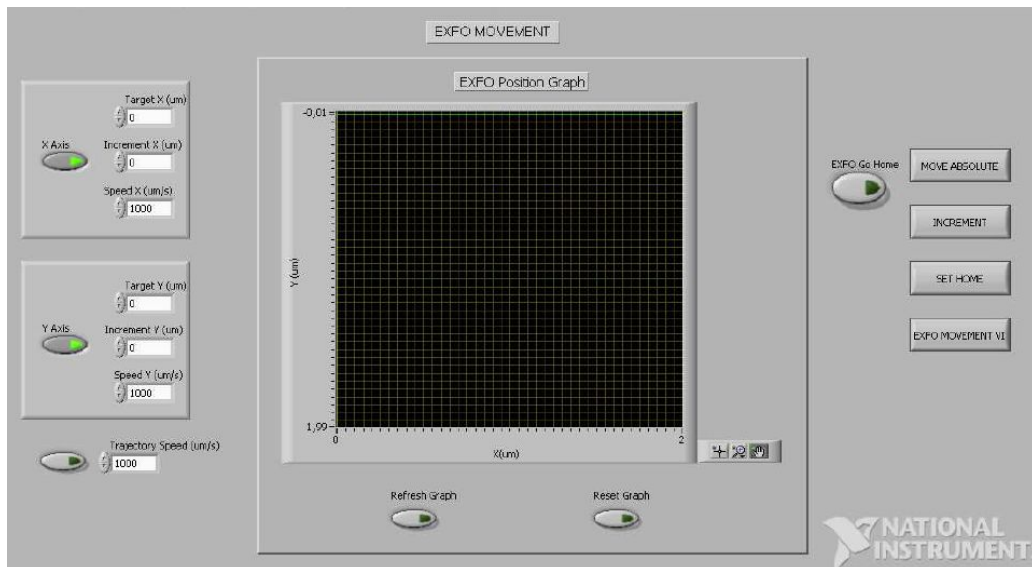 EXFO MOVEMENT
Target X (um)
0
X Axis
Increment X (um)
0
Speed X (um/s)
1000
Target Y (um)
0
Y Axis
Increment Y (um)
0
Speed Y (um/s)
1000
Trajectory Speed (um/s)
1000
EXFO Position Graph
-0,01
Y(um)
1,99
0
2
X(um)
Refresh Graph
Reset Graph
EXFO Go Home
MOVE ABSOLUTE
INCREMENT
SET HOME
EXFO MOVEMENT VI
NATIONAL
INSTRUMENT